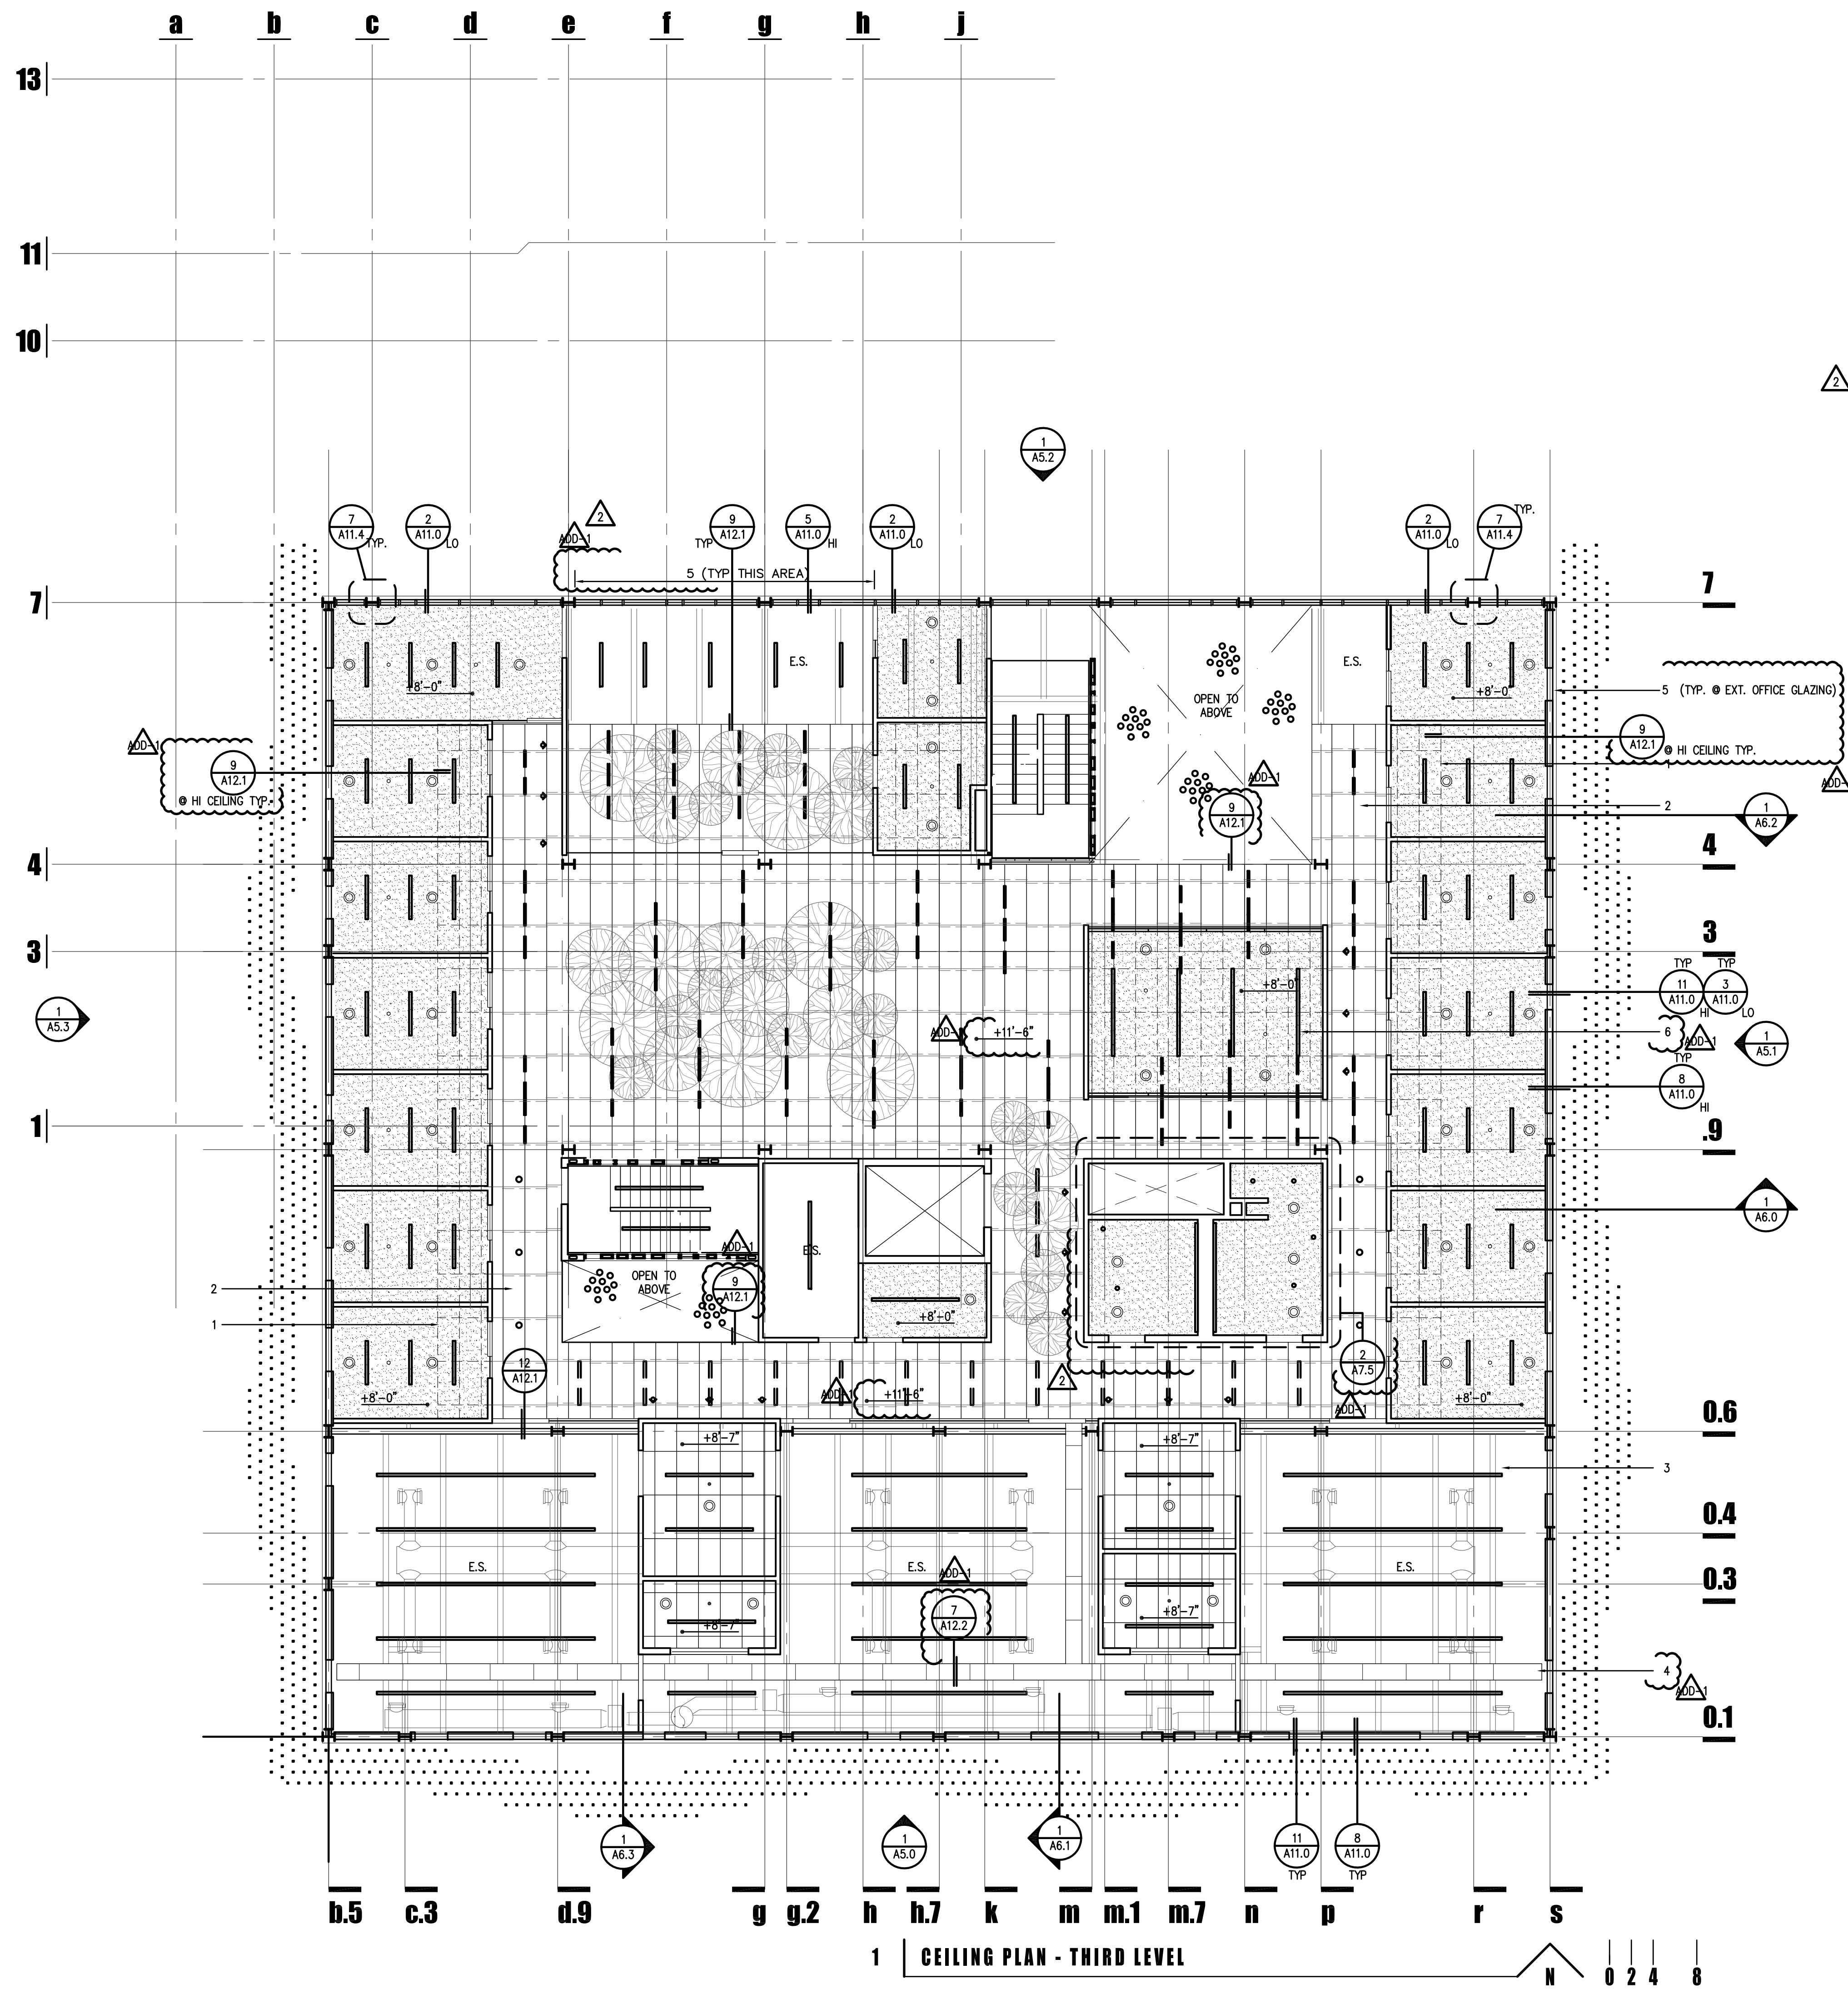 a b c d e f g h j
13
11
10
2
1
A5.2
7
A11.4
TYP.
2
A11.0
LO
2
ADD-1
9
A12.1
TYP
5
A11.0
HI
2
A11.0
LO
2
A11.0
LO
7
A11.4
TYP.
5 (TYP THIS AREA)
7
7
E.S.
E.S.
+8'-0"
+8'-0"
OPEN TO
ABOVE
5 (TYP. @ EXT. OFFICE GLAZING)
ADD-1
9
A12.1
@ HI CEILING TYP.
9
A12.1
@ HI CEILING TYP.
1
ADD-1
9
A12.1
2
1
A6.2
4
4
3
3
TYP
11
A11.0
HI
TYP
3
A11.0
LO
+8'-0"
1
A5.3
ADD-1
+11'-6"
6
ADD-1
1
A5.1
TYP
8
A11.0
HI
1
.9
1
A6.0
E.S.
ADD-1
OPEN TO
ABOVE
9
A12.1
2
1
+8'-0"
12
A12.1
2
A7.5
ADD-1
+11'-6"
2
ADD-1
+8'-0"
+8'-0"
0.6
+8'-7"
+8'-7"
3
0.4
E.S.
E.S.
E.S.
ADD-1
0.3
7
A12.2
+8'-7"
+8'-7"
4
ADD-1
0.1
1
A6.3
1
A5.0
1
A6.1
11
A11.0
TYP
8
A11.0
TYP
b.5 c.3 d.9 g g.2 h h.7 k m m.1 m.7 n p r s
1 CEILING PLAN - THIRD LEVEL
N 0 2 4 8